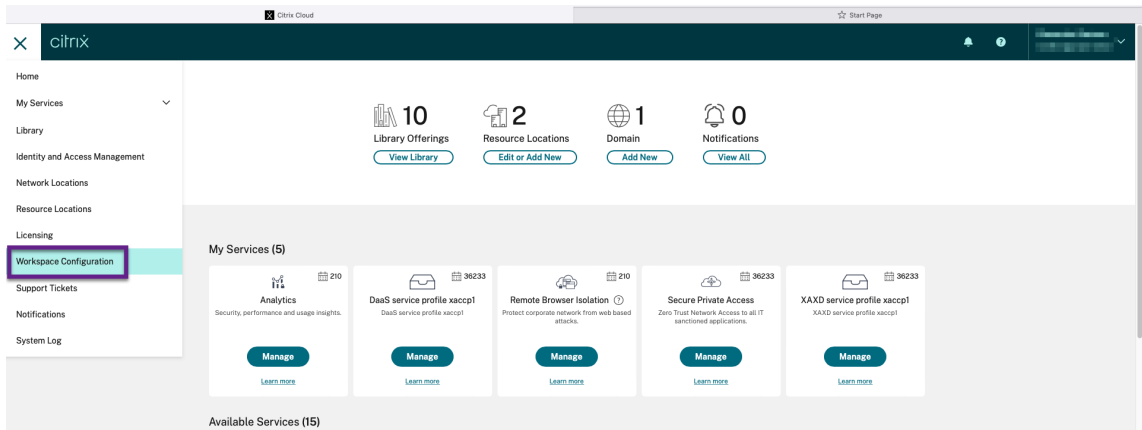 Citrix Cloud
Start Page
citrix
Home
My Services
Library
Identity and Access Management
Network Locations
Resource Locations
Licensing
Workspace Configuration
Support Tickets
Notifications
System Log
10
Library Offerings
View Library
2
Resource Locations
Edit or Add New
1
Domain
Add New
0
Notifications
View All
My Services (5)
210
Analytics
Security, performance and usage insights.
Manage
Learn more
36233
DaaS service profile xaccp1
DaaS service profile xaccp1
Manage
Learn more
210
Remote Browser Isolation ?
Protect corporate network from web based
attacks.
Manage
Learn more
36233
Secure Private Access
Zero Trust Network Access to all IT
sanctioned applications.
Manage
Learn more
36233
XAXD service profile xaccp1
XAXD service profile xaccp1
Manage
Learn more
Available Services (15)